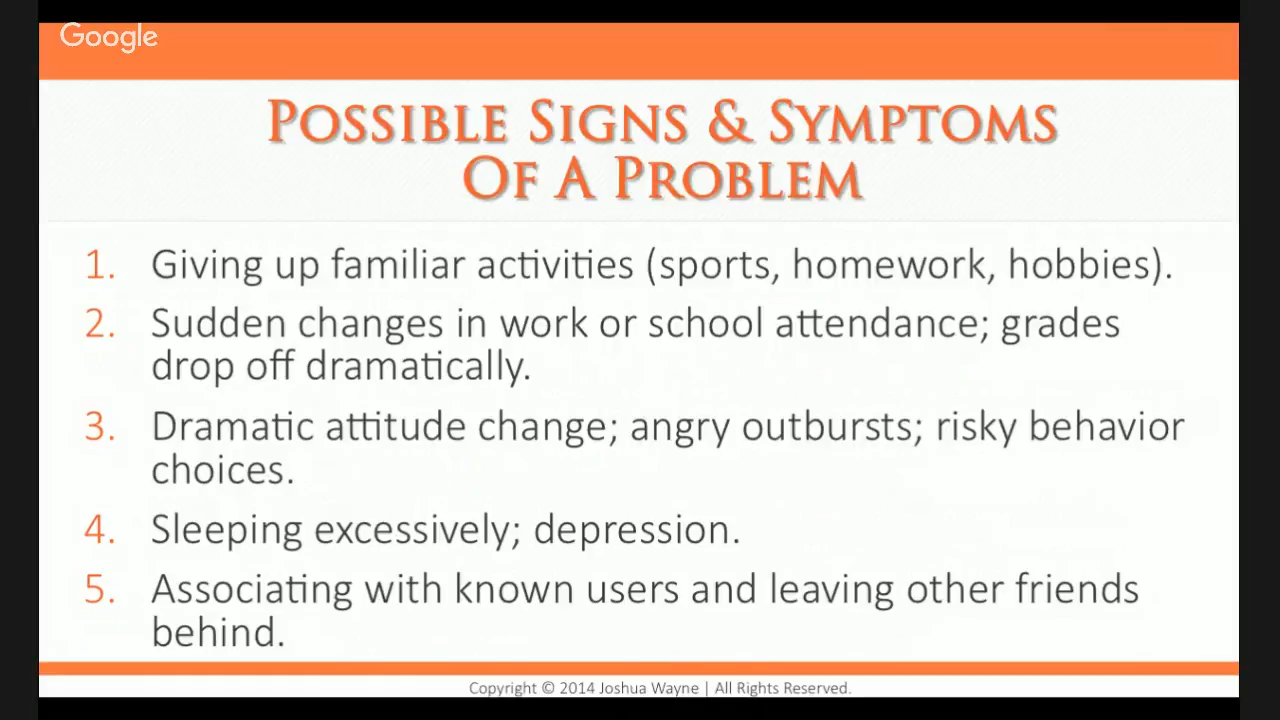 Google
Possible Signs & Symptoms
Of A Problem
1. Giving up familiar activities (sports, homework, hobbies).
2. Sudden changes in work or school attendance; grades
drop off dramatically.
3. Dramatic attitude change; angry outbursts; risky behavior
choices.
4. Sleeping excessively; depression.
5. Associating with known users and leaving other friends
behind.
Copyright © 2014 Joshua Wayne | All Rights Reserved.